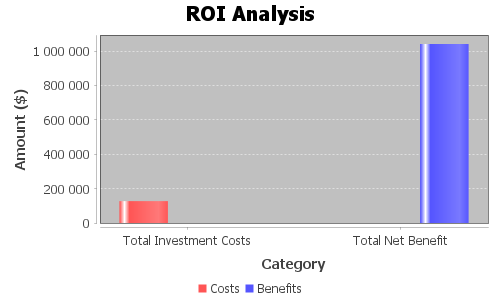 ROI Analysis
Amount ($)
1 000 000
800 000
600 000
400 000
200 000
0
Total Investment Costs
Total Net Benefit
Category
Costs
Benefits